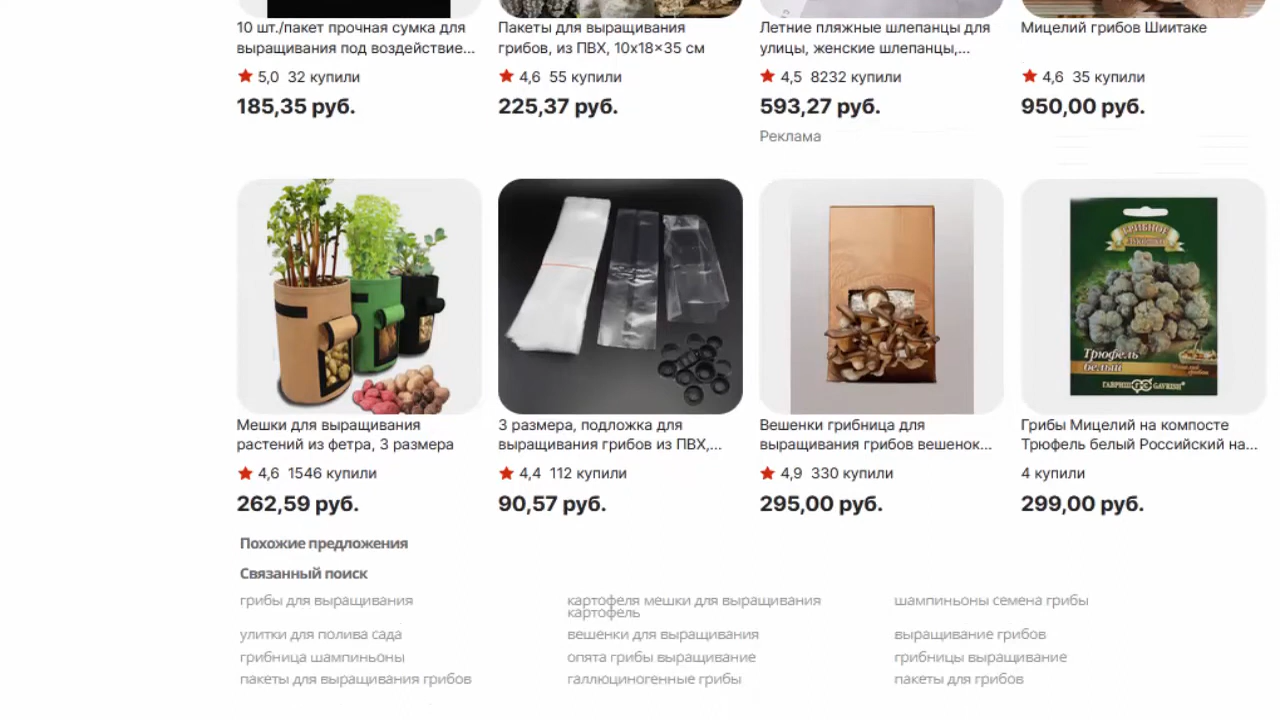 10 шт./пакет прочная сумка для
выращивания под воздействие...
5,0 32 купили
185,35 руб.
Пакеты для выращивания
грибов, из ПВХ, 10x18x35 см
4,6 55 купили
225,37 руб.
Летние пляжные шлепанцы для
улицы, женские шлепанцы,...
4,5 8232 купили
593,27 руб.
Реклама
Мицелий грибов Шиитаке
4,6 35 купили
950,00 руб.
Трюфель
белый
ГАВРИШ GAVRISH®
Мешки для выращивания
растений из фетра, 3 размера
4,6 1546 купили
262,59 руб.
3 размера, подложка для
выращивания грибов из ПВХ,...
4,4 112 купили
90,57 руб.
Вешенки грибница для
выращивания грибов вешенок...
4,9 330 купили
295,00 руб.
Грибы Мицелий на компосте
Трюфель белый Российский на...
4 купили
299,00 руб.
Похожие предложения
Связанный поиск
грибы для выращивания
картофеля мешки для выращивания
картофель
шампиньоны семена грибы
улитки для полива сада
вешенки для выращивания
выращивание грибов
грибница шампиньоны
опята грибы выращивание
грибницы выращивание
пакеты для выращивания грибов
галлюциногенные грибы
пакеты для грибов